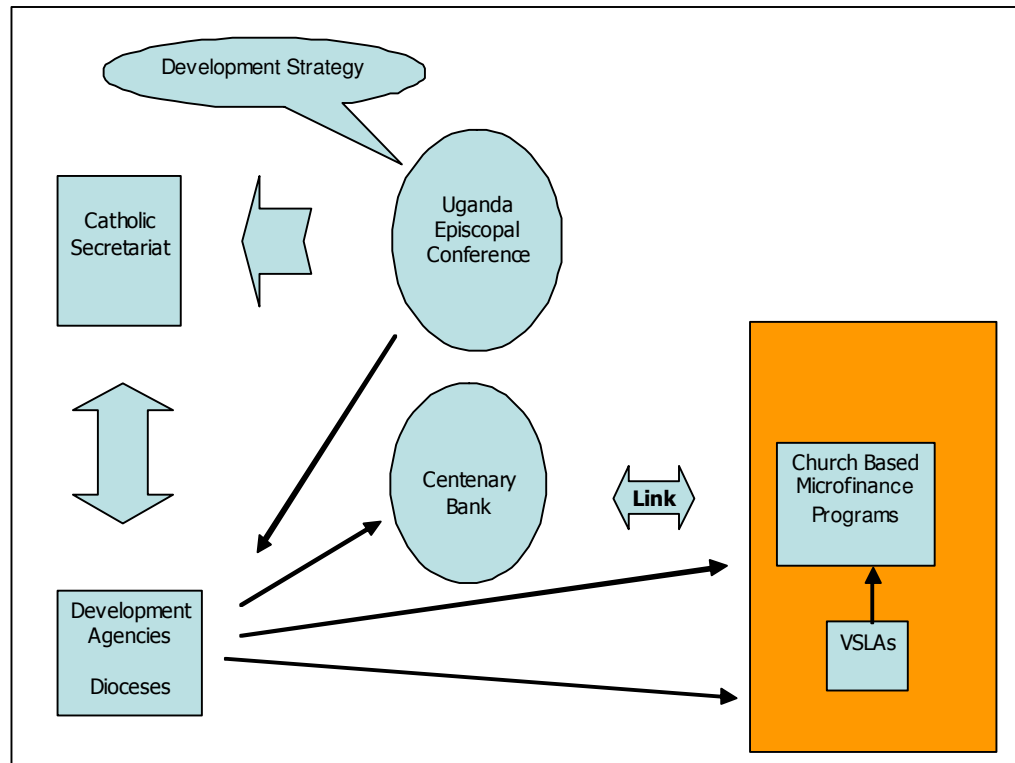 Development Strategy
Uganda
Episcopal
Conference
Catholic
Secretariat
Centenary
Bank
Link
Church Based
Microfinance
Programs
VSLAs
Development
Agencies
Dioceses